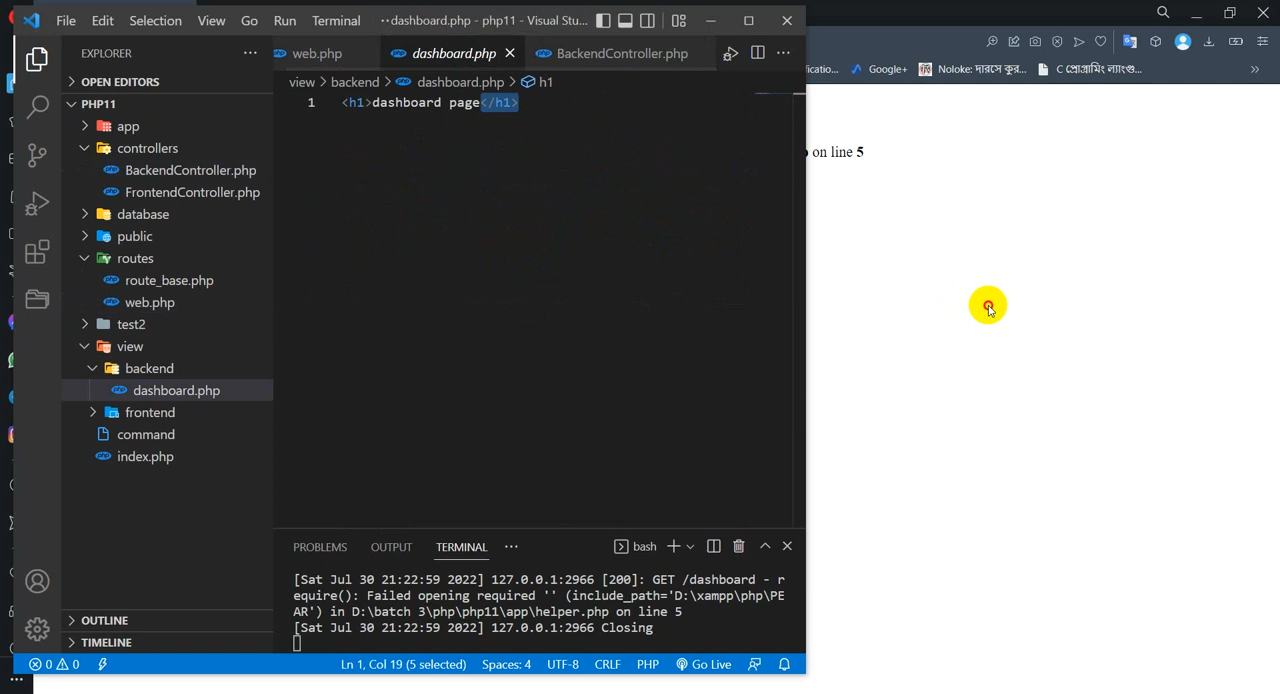 File Edit Selection View Go Run Terminal ··· dashboard.php - php11 - Visual Stu...
EXPLORER
web.php dashboard.php BackendController.php
OPEN EDITORS
view > backend > dashboard.php > h1
PHP11
1 <h1>dashboard page</h1>
app
controllers
BackendController.php
FrontendController.php
database
public
routes
route_base.php
web.php
test2
view
backend
dashboard.php
frontend
command
index.php
OUTLINE
TIMELINE
PROBLEMS OUTPUT TERMINAL ··· bash
[Sat Jul 30 21:22:59 2022] 127.0.0.1:2966 [200]: GET /dashboard - r
equire(): Failed opening required '' (include_path='D:\xampp\php\PE
AR') in D:\batch 3\php\php11\app\helper.php on line 5
[Sat Jul 30 21:22:59 2022] 127.0.0.1:2966 Closing
0 0 Ln 1, Col 19 (5 selected) Spaces: 4 UTF-8 CRLF PHP Go Live
Google+ Noloke: দারসে কুর... C প্রোগ্রামিং ল্যাংগু...
on line 5